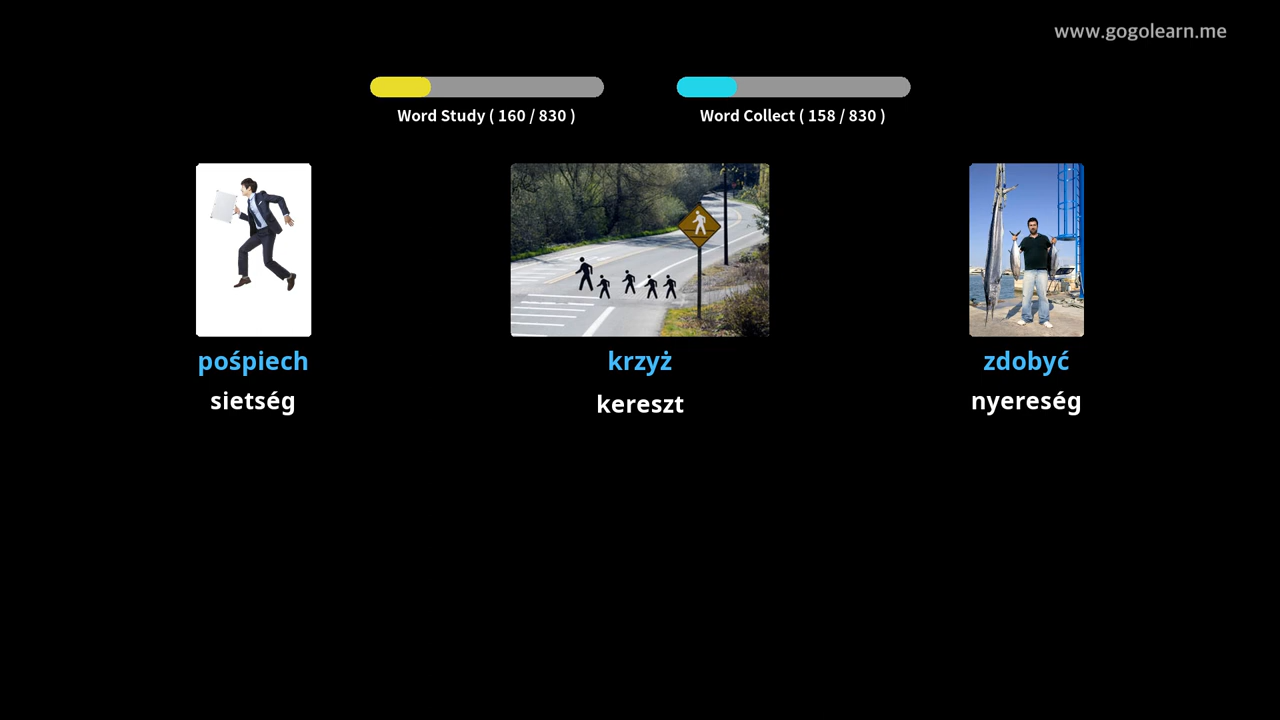 www.gogolearn.me
Word Study ( 160 / 830 )
Word Collect ( 158 / 830 )
pośpiech
krzyż
zdobyć
sietség
kereszt
nyereség